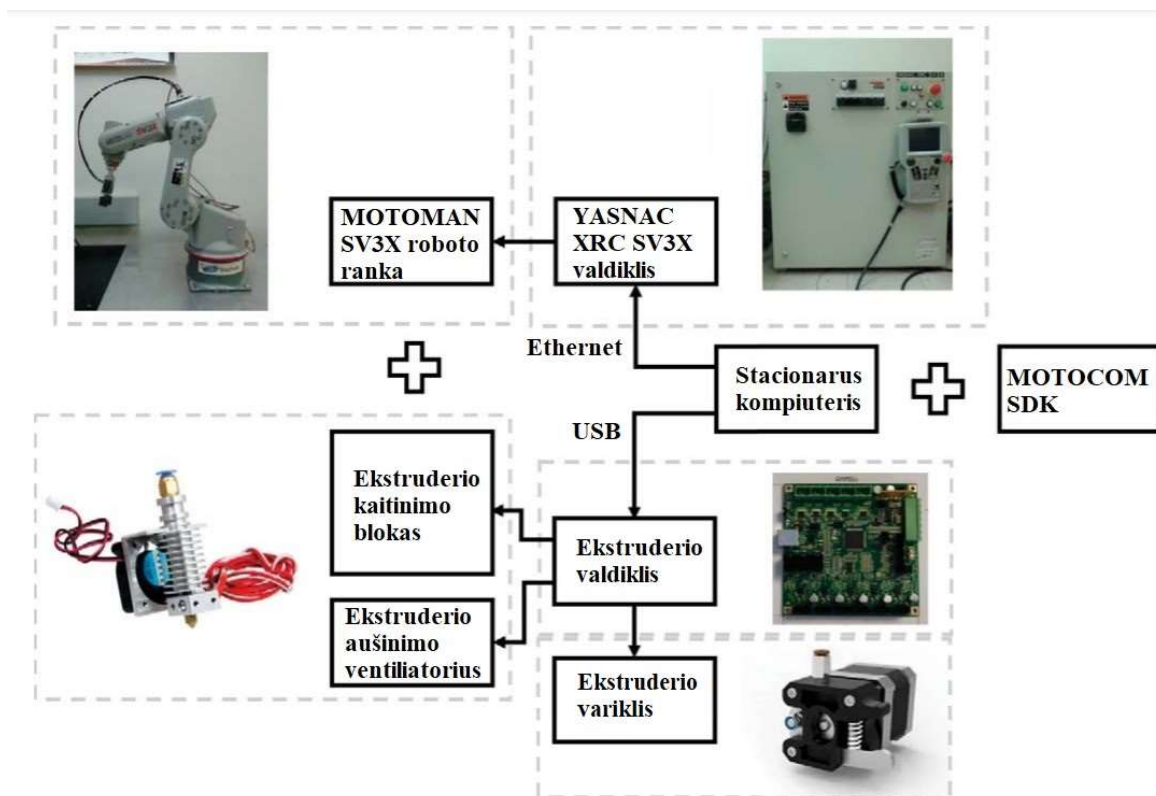 MOTOMAN
SV3X roboto
ranka
YASNAC
XRC SV3X
valdiklis
Ethernet
Stacionarus
kompiuteris
MOTOCOM
SDK
USB
Ekstruderio
kaitinimo
blokas
Ekstruderio
valdiklis
Ekstruderio
aušinimo
ventiliatorius
Ekstruderio
variklis
SV3X